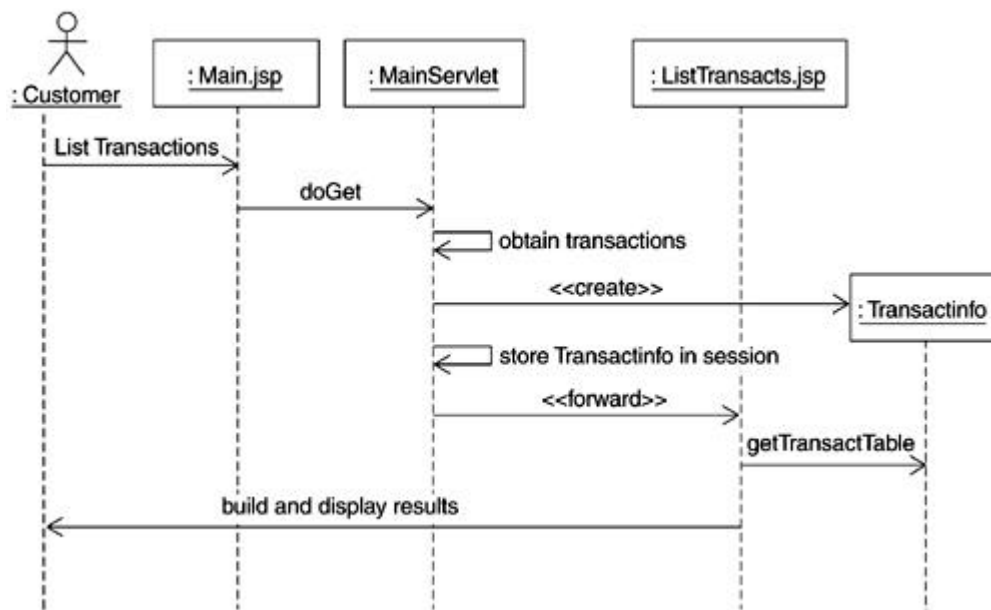 : Customer
: Main.jsp
: MainServlet
: ListTransacts.jsp
List Transactions
doGet
obtain transactions
<<create>>
: Transactinfo
store Transactinfo in session
<<forward>>
getTransactTable
build and display results